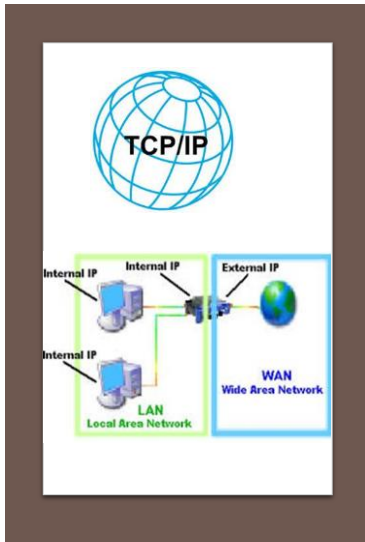 TCP/IP
Internal IP
External IP
Internal IP
Internal IP
LAN
Local Area Network
WAN
Wide Area Network